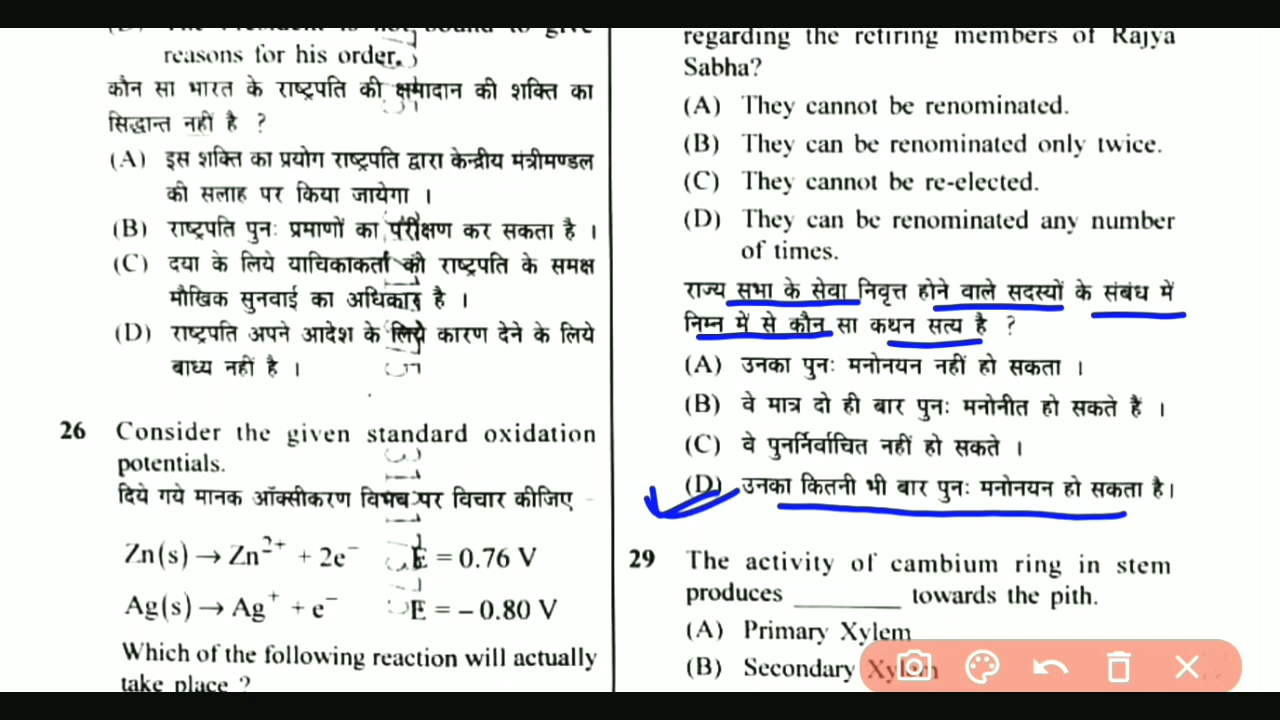 reasons for his order.
कौन सा भारत के राष्ट्रपति की क्षमादान की शक्ति का
सिद्धान्त नहीं है ?
(A) इस शक्ति का प्रयोग राष्ट्रपति द्वारा केन्द्रीय मंत्रीमण्डल
की सलाह पर किया जायेगा ।
(B) राष्ट्रपति पुनः प्रमाणों का परीक्षण कर सकता है ।
(C) दया के लिये याचिकाकर्ता को राष्ट्रपति के समक्ष
मौखिक सुनवाई का अधिकार है ।
(D) राष्ट्रपति अपने आदेश के लिये कारण देने के लिये
बाध्य नहीं है ।
26 Consider the given standard oxidation
potentials.
दिये गये मानक ऑक्सीकरण विभव पर विचार कीजिए
Zn(s) → Zn²⁺ + 2e⁻ E = 0.76 V
Ag(s) → Ag⁺ + e⁻ E = – 0.80 V
Which of the following reaction will actually
take place ?
regarding the retiring members of Rajya
Sabha?
(A) They cannot be renominated.
(B) They can be renominated only twice.
(C) They cannot be re-elected.
(D) They can be renominated any number
of times.
राज्य सभा के सेवा निवृत्त होने वाले सदस्यों के संबंध में
निम्न में से कौन सा कथन सत्य है ?
(A) उनका पुनः मनोनयन नहीं हो सकता ।
(B) वे मात्र दो ही बार पुनः मनोनीत हो सकते हैं ।
(C) वे पुनर्निर्वाचित नहीं हो सकते ।
(D) उनका कितनी भी बार पुनः मनोनयन हो सकता है।
29 The activity of cambium ring in stem
produces ________ towards the pith.
(A) Primary Xylem
(B) Secondary Xylem